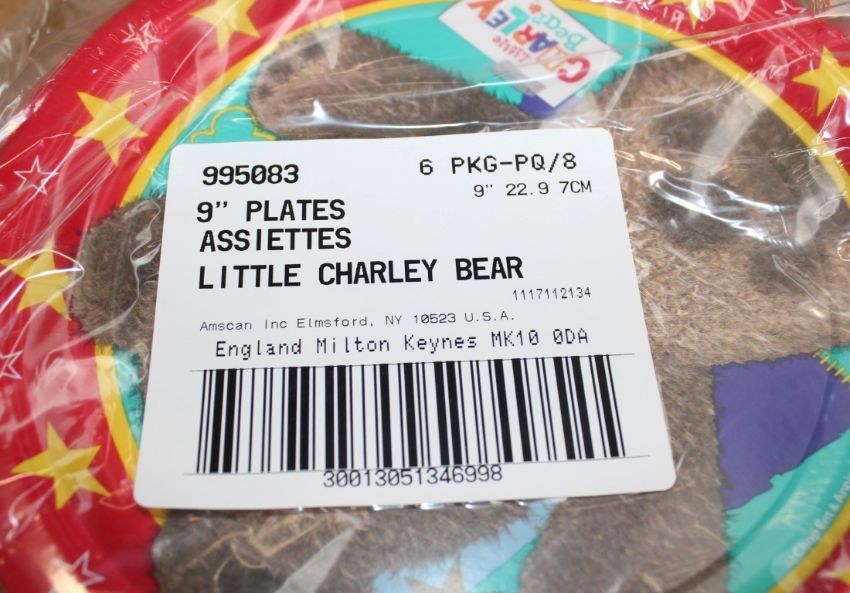 Little
CHARLEY
Bear
995083
6 PKG-PQ/8
9" 22.9 7CM
9" PLATES
ASSIETTES
LITTLE CHARLEY BEAR
1117112134
Amscan Inc Elmsford, NY 10523 U.S.A.
England Milton Keynes MK10 0DA
30013051346998